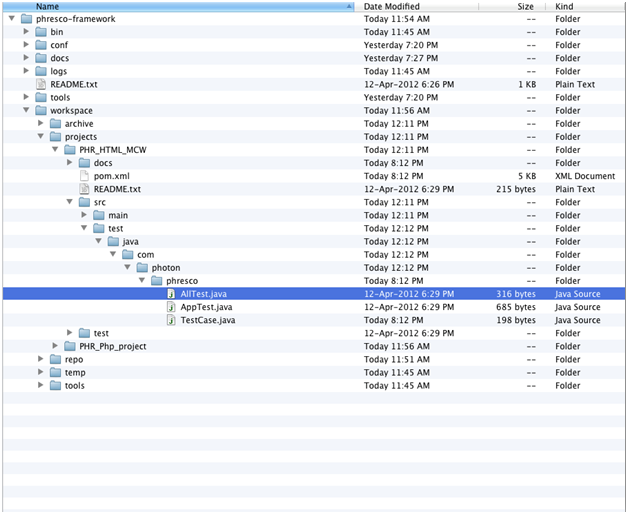 Name Date Modified Size Kind
phresco-framework Today 11:54 AM -- Folder
bin Today 11:45 AM -- Folder
conf Yesterday 7:20 PM -- Folder
docs Yesterday 7:27 PM -- Folder
logs Today 11:45 AM -- Folder
README.txt 12-Apr-2012 6:26 PM 1 KB Plain Text
tools Yesterday 7:20 PM -- Folder
workspace Today 11:56 AM -- Folder
archive Today 12:11 PM -- Folder
projects Today 12:11 PM -- Folder
PHR_HTML_MCW Today 12:11 PM -- Folder
docs Today 8:12 PM -- Folder
pom.xml Today 8:12 PM 5 KB XML Document
README.txt 12-Apr-2012 6:29 PM 215 bytes Plain Text
src Today 12:11 PM -- Folder
main Today 12:11 PM -- Folder
test Today 12:12 PM -- Folder
java Today 12:12 PM -- Folder
com Today 12:12 PM -- Folder
photon Today 12:12 PM -- Folder
phresco Today 8:12 PM -- Folder
AllTest.java 12-Apr-2012 6:29 PM 316 bytes Java Source
AppTest.java 12-Apr-2012 6:29 PM 685 bytes Java Source
TestCase.java Today 8:12 PM 198 bytes Java Source
test 12-Apr-2012 6:29 PM -- Folder
PHR_Php_project Today 11:56 AM -- Folder
repo Today 11:51 AM -- Folder
temp Today 11:45 AM -- Folder
tools Today 11:45 AM -- Folder